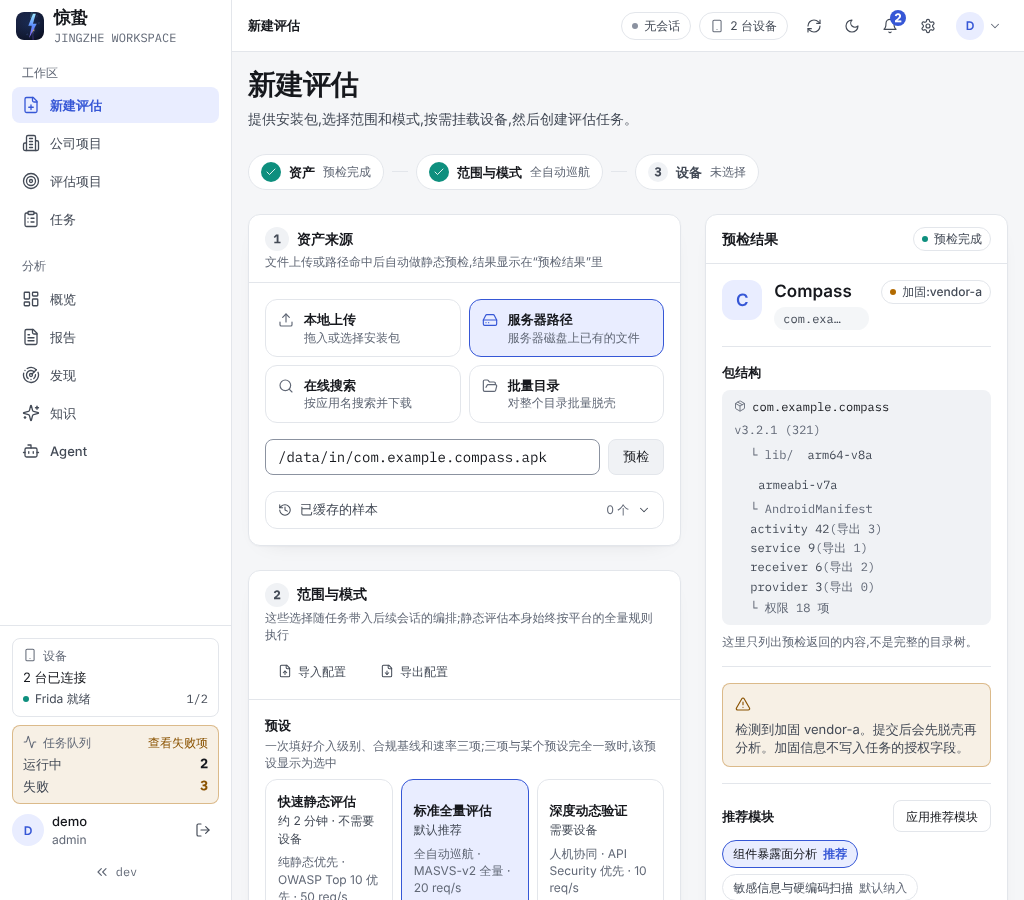 惊蛰
JINGZHE WORKSPACE
工作区
新建评估
公司项目
评估项目
任务
分析
概览
报告
发现
知识
Agent
设备
2 台已连接
Frida 就绪 1/2
任务队列 查看失败项
运行中 2
失败 3
D demo
admin
dev
新建评估 无会话 2 台设备 2 D
新建评估
提供安装包,选择范围和模式,按需挂载设备,然后创建评估任务。
资产 预检完成 范围与模式 全自动巡航 3 设备 未选择
1 资产来源
文件上传或路径命中后自动做静态预检,结果显示在“预检结果”里
本地上传
拖入或选择安装包
服务器路径
服务器磁盘上已有的文件
在线搜索
按应用名搜索并下载
批量目录
对整个目录批量脱壳
/data/in/com.example.compass.apk 预检
已缓存的样本 0 个
2 范围与模式
这些选择随任务带入后续会话的编排;静态评估本身始终按平台的全量规则
执行
导入配置 导出配置
预设
一次填好介入级别、合规基线和速率三项;三项与某个预设完全一致时,该预
设显示为选中
快速静态评估
约 2 分钟 · 不需要
设备
纯静态优先 ·
OWASP Top 10 优
先 · 50 req/s
标准全量评估
默认推荐
全自动巡航 ·
MASVS-v2 全量 ·
20 req/s
深度动态验证
需要设备
人机协同 · API
Security 优先 · 10
req/s
预检结果 预检完成
C Compass 加固:vendor-a
com.exa…
包结构
com.example.compass
v3.2.1 (321)
└ lib/ arm64-v8a
armeabi-v7a
└ AndroidManifest
activity 42(导出 3)
service 9(导出 1)
receiver 6(导出 2)
provider 3(导出 0)
└ 权限 18 项
这里只列出预检返回的内容,不是完整的目录树。
检测到加固 vendor-a。提交后会先脱壳再
分析。加固信息不写入任务的授权字段。
推荐模块 应用推荐模块
组件暴露面分析 推荐
敏感信息与硬编码扫描 默认纳入